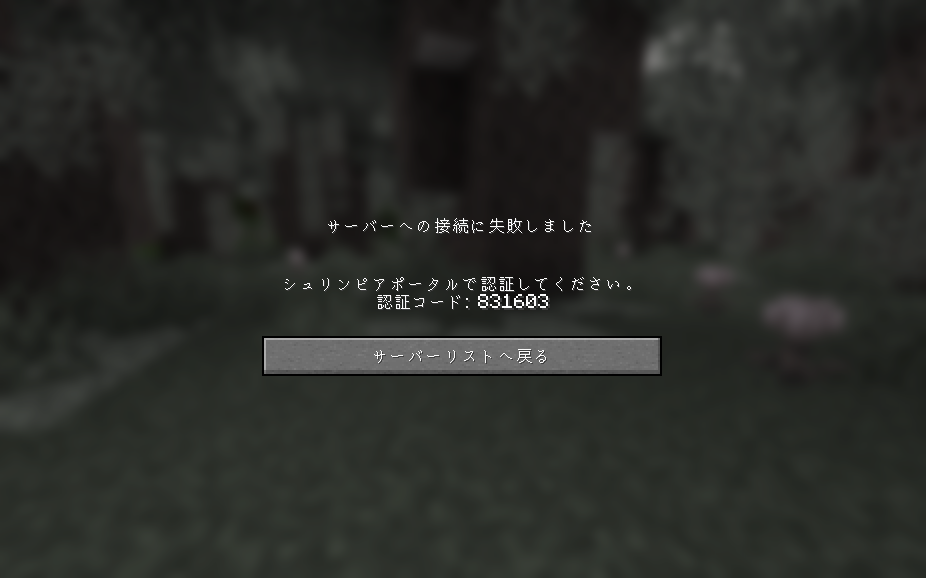 サーバーへの接続に失敗しました
シュリンピアポータルで認証してください。
認証コード: 831603
サーバーリストへ戻る